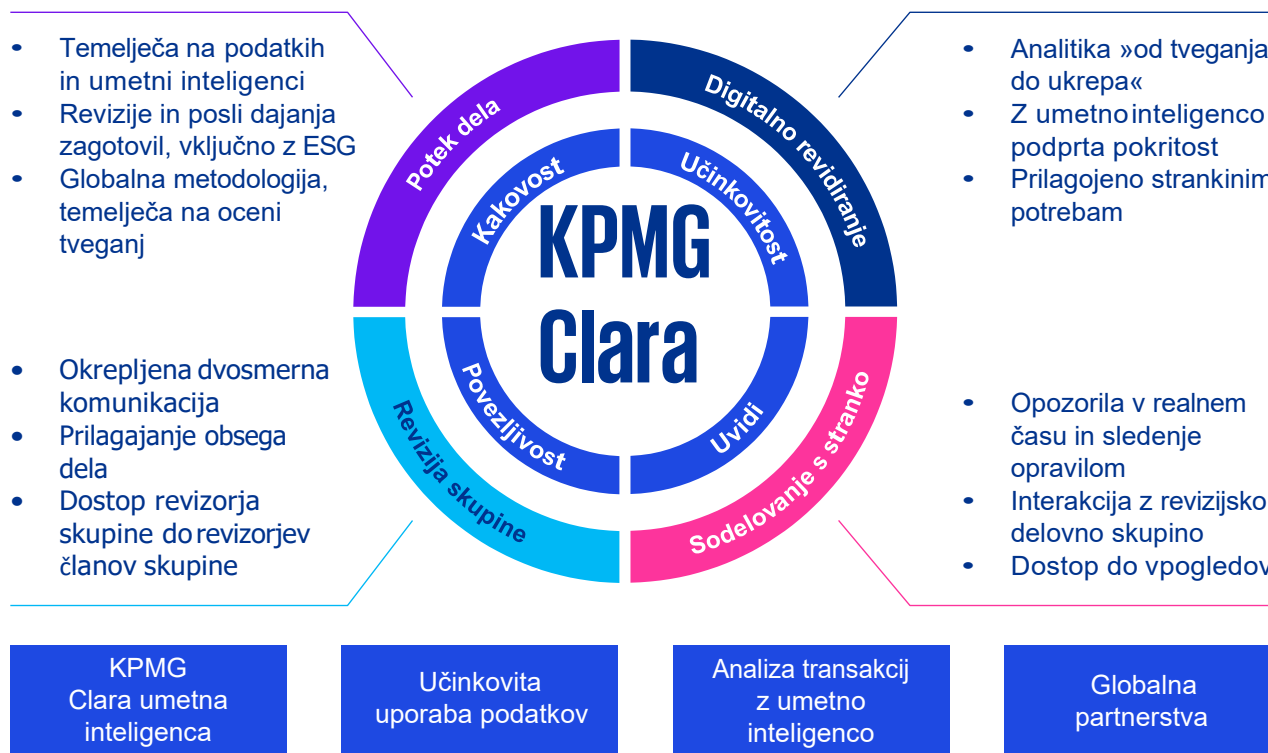 • Temelječa na podatkih
in umetni inteligenci
• Revizije in posli dajanja
zagotovil, vključno z ESG
• Globalna metodologija,
temelječa na oceni
tveganj
• Okrepljena dvosmerna
komunikacija
• Prilagajanje obsega
dela
• Dostop revizorja
skupine do revizorjev
članov skupine
Potek dela
Digitalno revidiranje
Revizija skupine
Sodelovanje s stranko
Kakovost
Učinkovitost
Povezljivost
Uvidi
KPMG
Clara
• Analitika »od tveganja
do ukrepa«
• Z umetno inteligenco
podprta pokritost
• Prilagojeno strankinim
potrebam
• Opozorila v realnem
času in sledenje
opravilom
• Interakcija z revizijsko
delovno skupino
• Dostop do vpogledov
KPMG
Clara umetna
inteligenca
Učinkovita
uporaba podatkov
Analiza transakcij
z umetno
inteligenco
Globalna
partnerstva